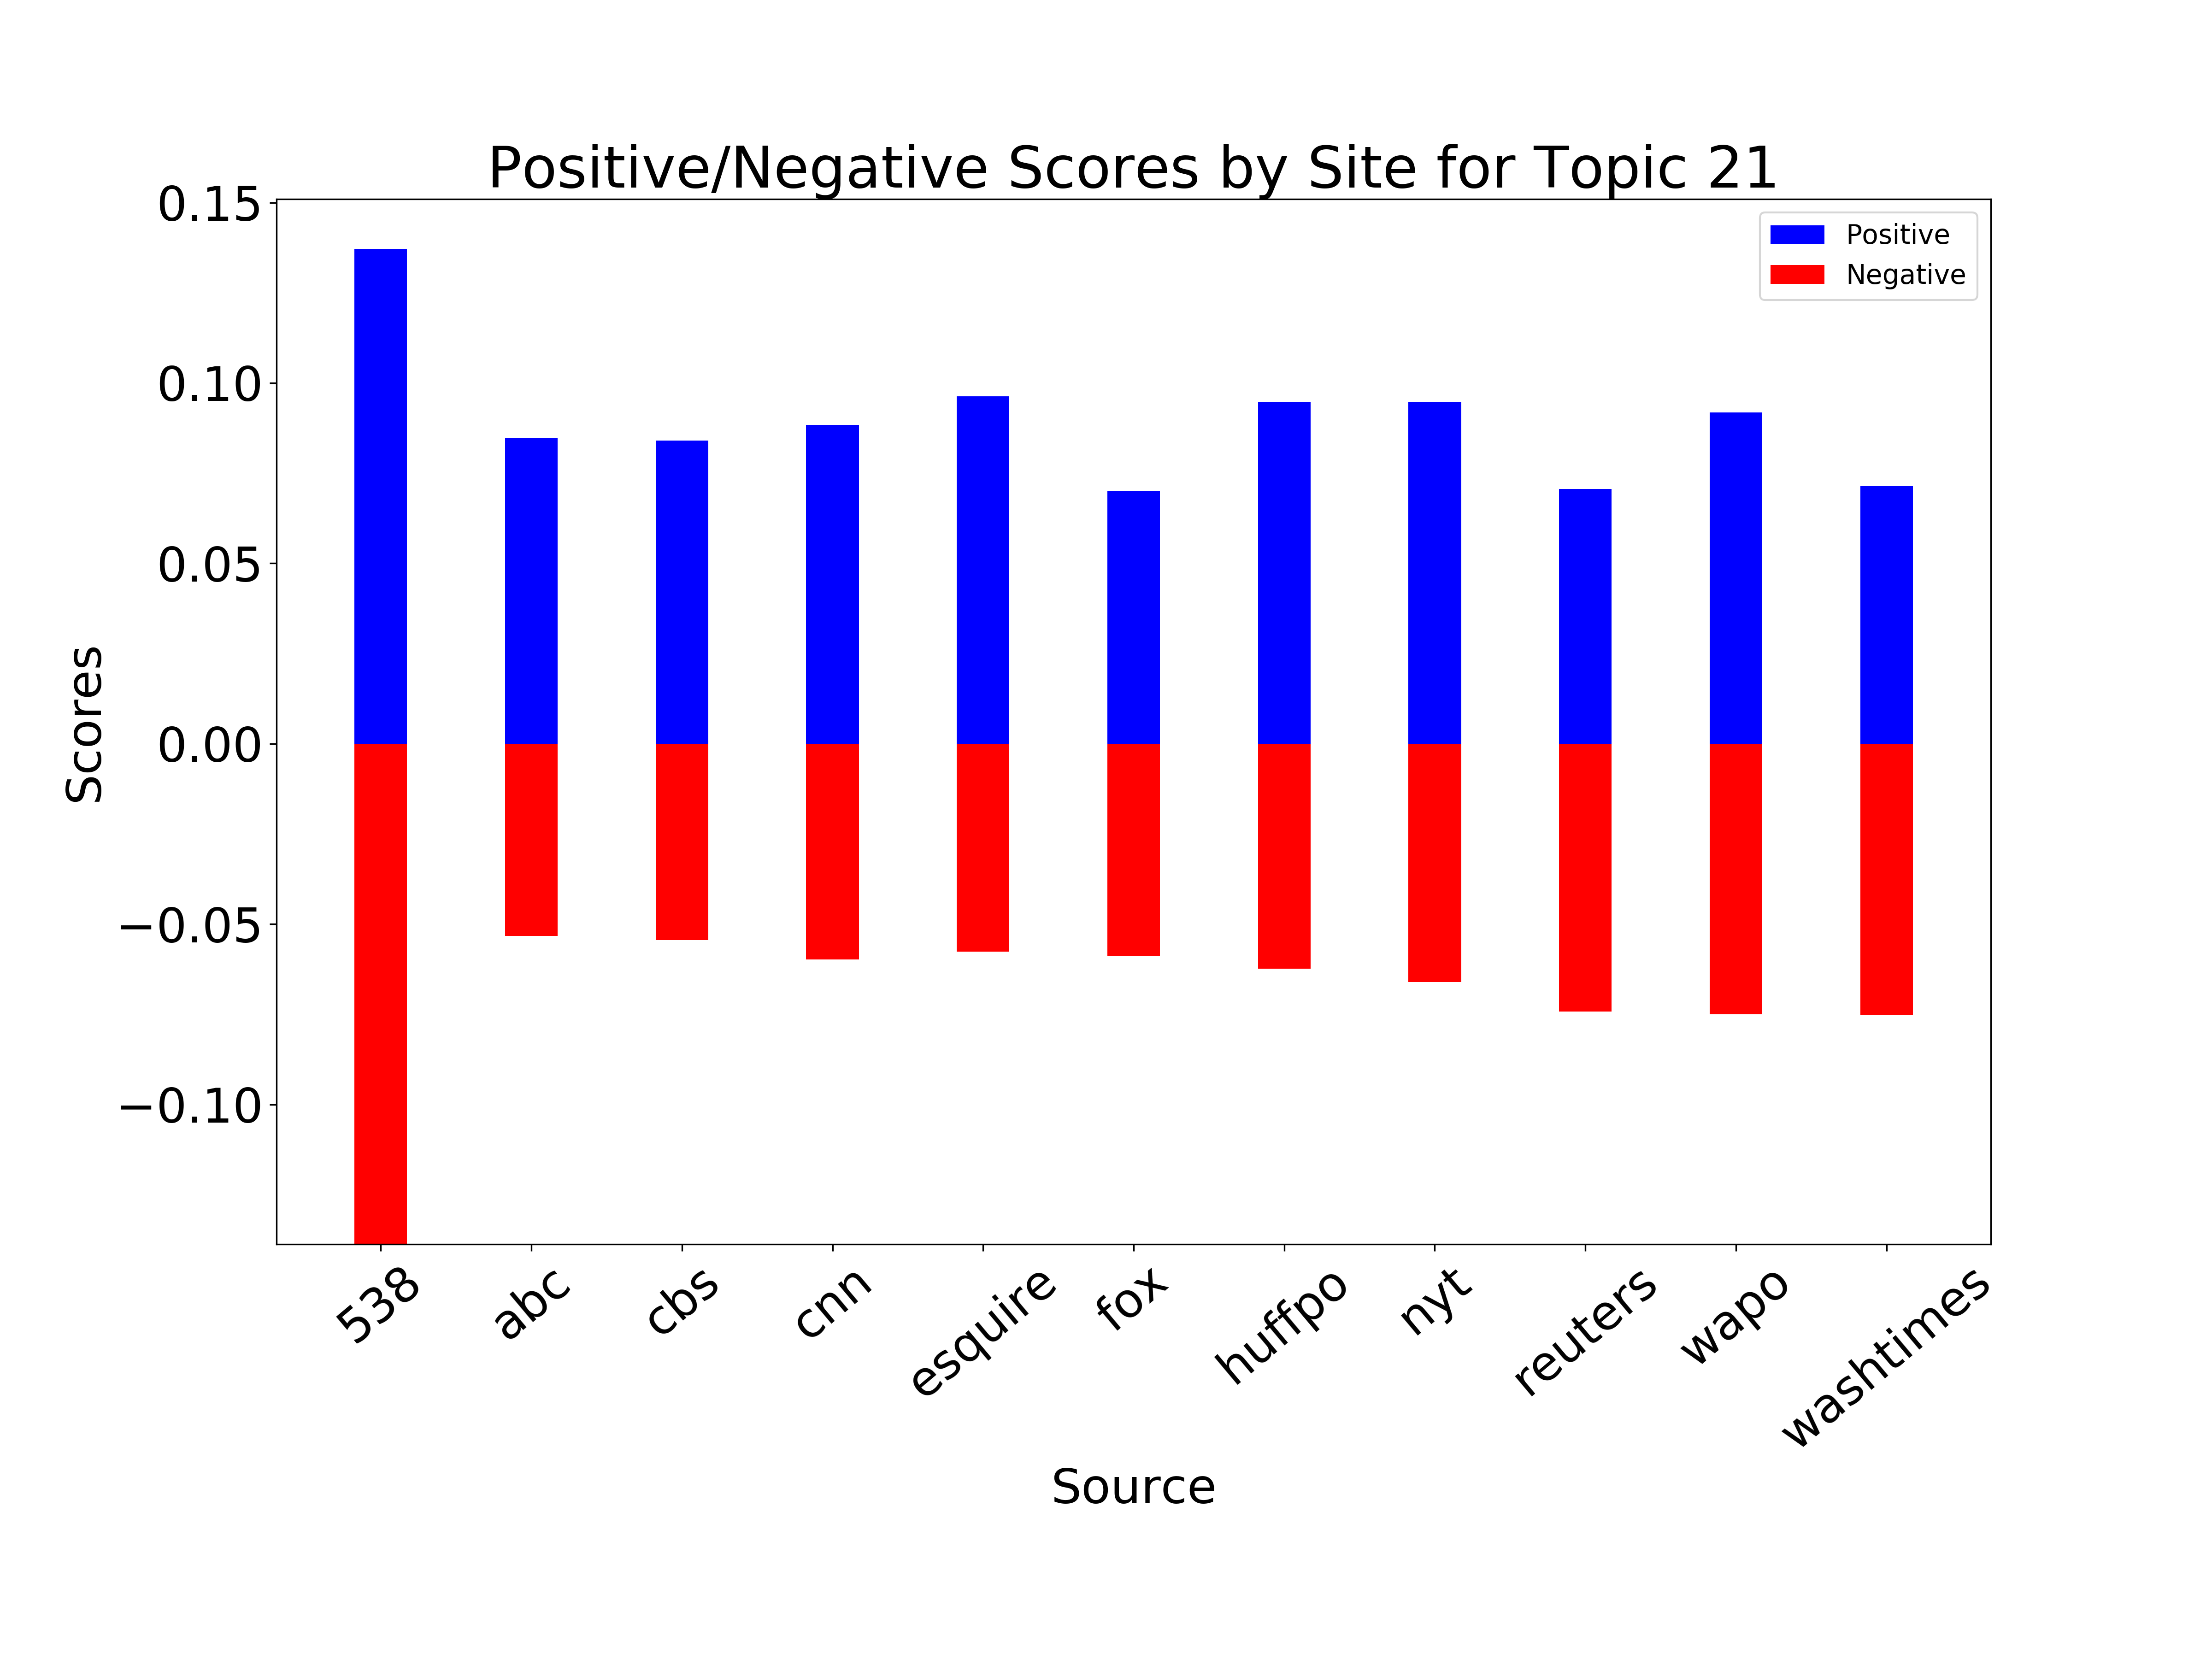 Positive/Negative Scores by Site for Topic 21
Positive
Negative
0.15
0.10
0.05
0.00
−0.05
−0.10
Scores
538
abc
cbs
cnn
esquire
fox
huffpo
nyt
reuters
wapo
washtimes
Source